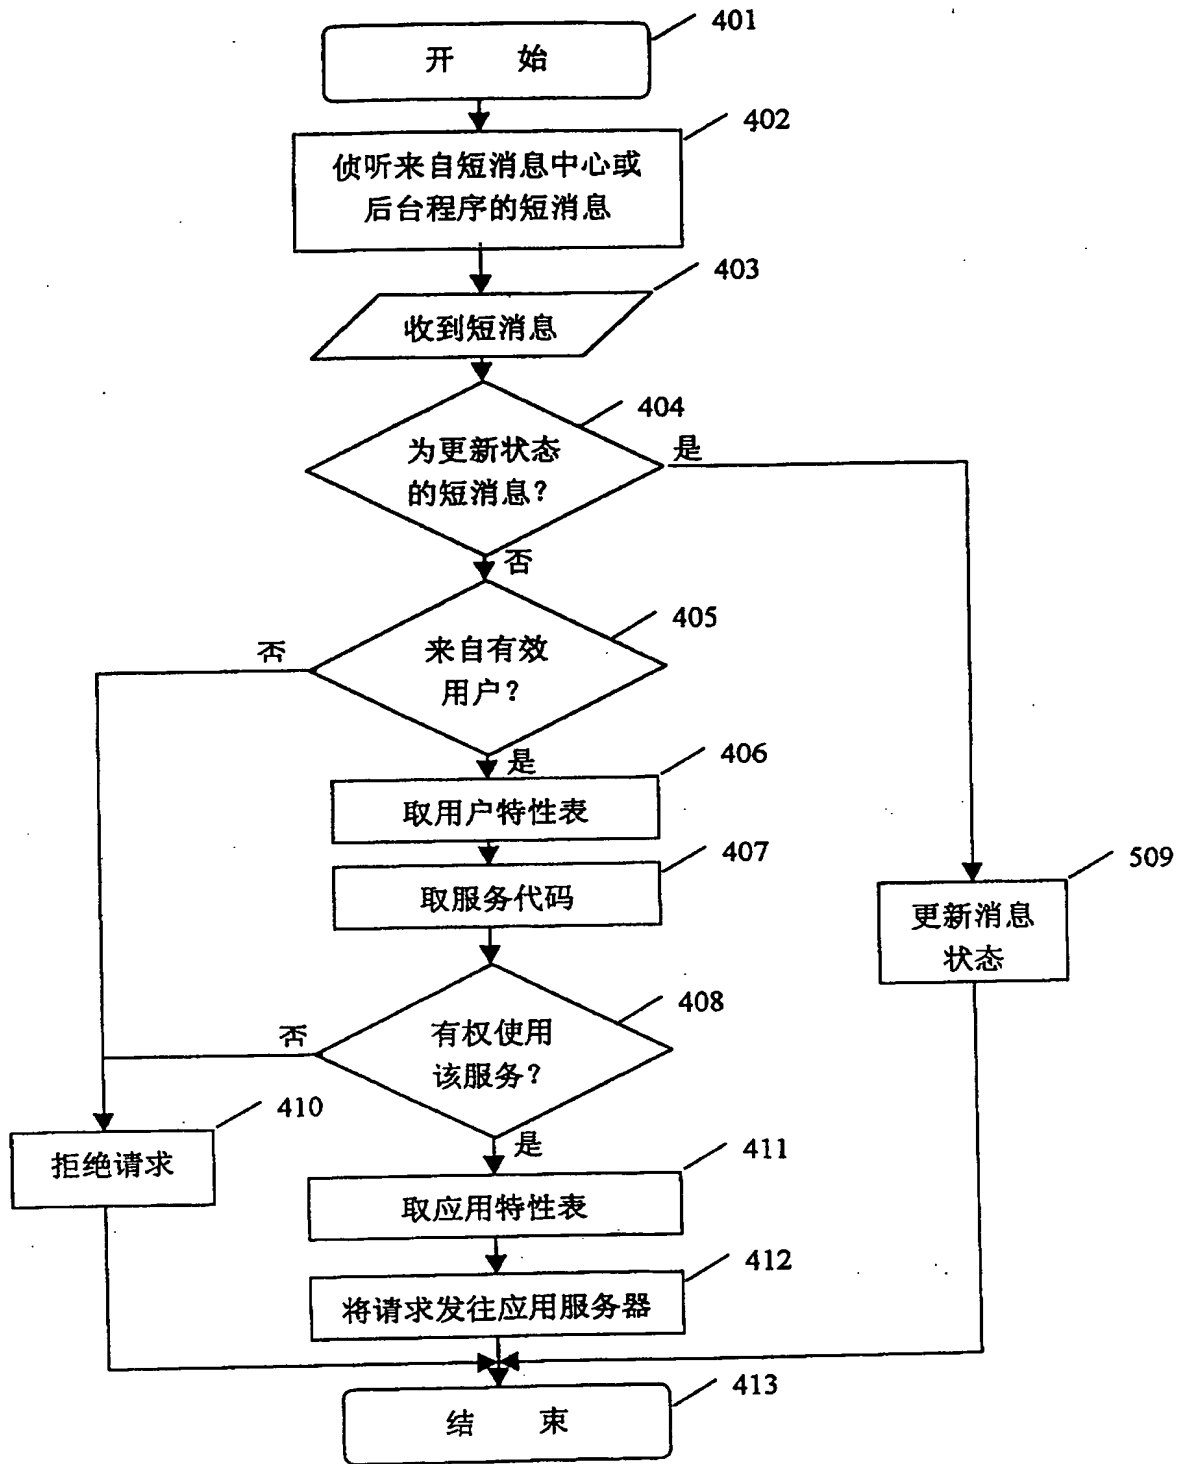 401
开 始
402
侦听来自短消息中心或
后台程序的短消息
403
收到短消息
404
为更新状态
的短消息?
是
否
405
来自有效
用户?
否
是
406
取用户特性表
407
取服务代码
509
更新消息
状态
408
有权使用
该服务?
否
是
410
拒绝请求
411
取应用特性表
412
将请求发往应用服务器
413
结 束